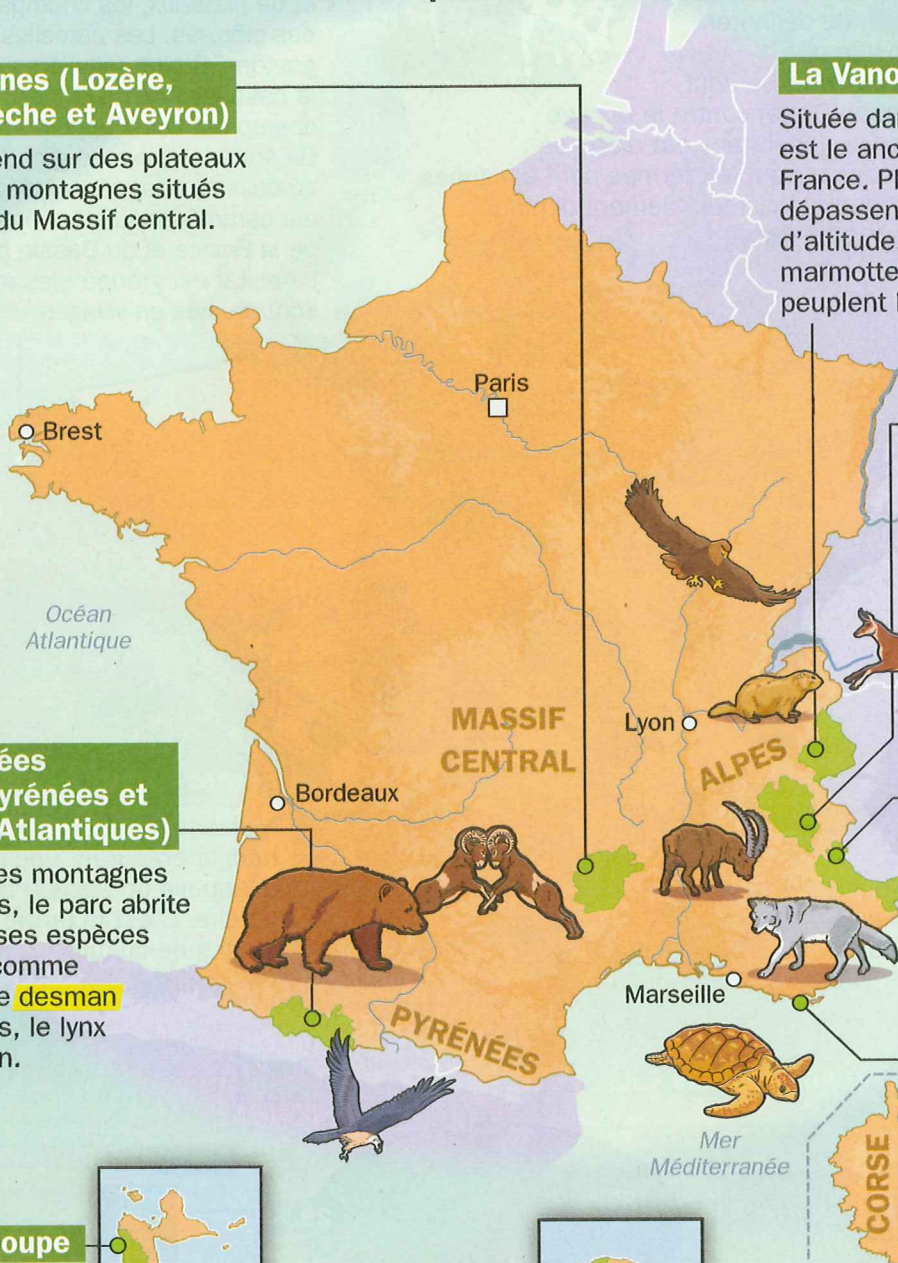 nes (Lozère,
èche et Aveyron)
end sur des plateaux
montagnes situés
du Massif central.
La Vano
Située da
est le anc
France. Pl
dépassen
d'altitude.
marmotte
peuplent l
Paris
Brest
Océan
Atlantique
MASSIF
CENTRAL
Lyon
ALPES
ées
yrénées et
Atlantiques)
es montagnes
s, le parc abrite
ses espèces
comme
e desman
s, le lynx
n.
Bordeaux
Marseille
PYRÉNÉES
Mer
Méditerranée
CORSE
oupe